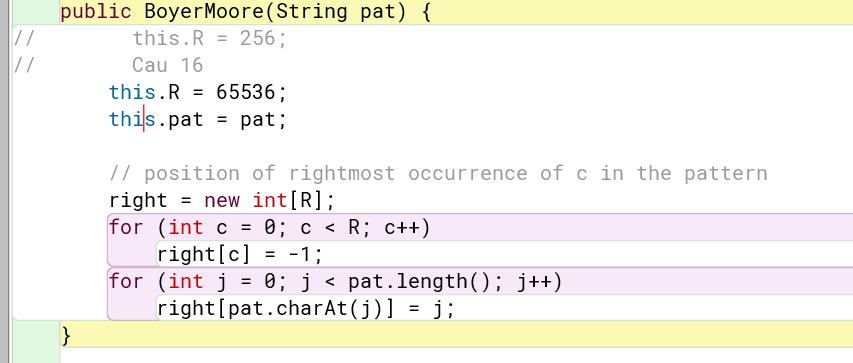 public BoyerMoore(String pat) {
//        this.R = 256;
//        Cau 16
this.R = 65536;
this.pat = pat;
// position of rightmost occurrence of c in the pattern
right = new int[R];
for (int c = 0; c < R; c++)
right[c] = -1;
for (int j = 0; j < pat.length(); j++)
right[pat.charAt(j)] = j;
}